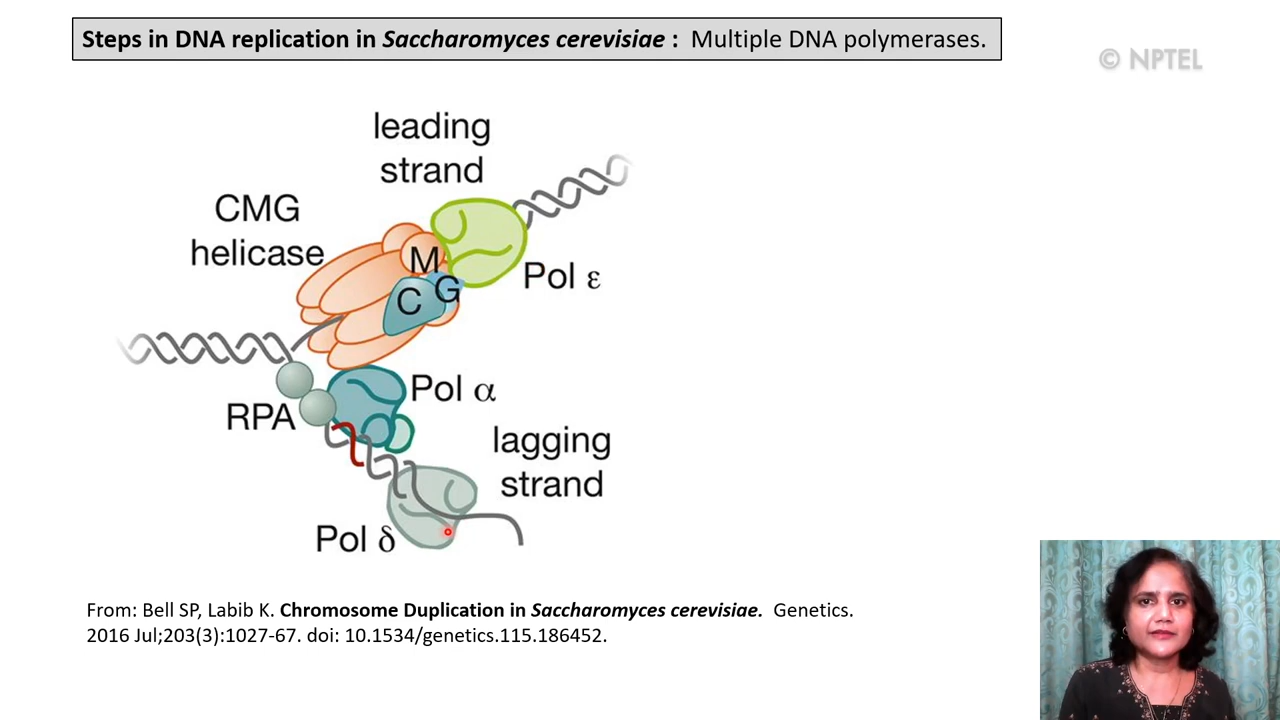 Steps in DNA replication in Saccharomyces cerevisiae : Multiple DNA polymerases.
© NPTEL
leading
strand
CMG
helicase
M
C
G
Pol ε
Pol α
RPA
lagging
strand
Pol δ
From: Bell SP, Labib K. Chromosome Duplication in Saccharomyces cerevisiae. Genetics.
2016 Jul;203(3):1027-67. doi: 10.1534/genetics.115.186452.